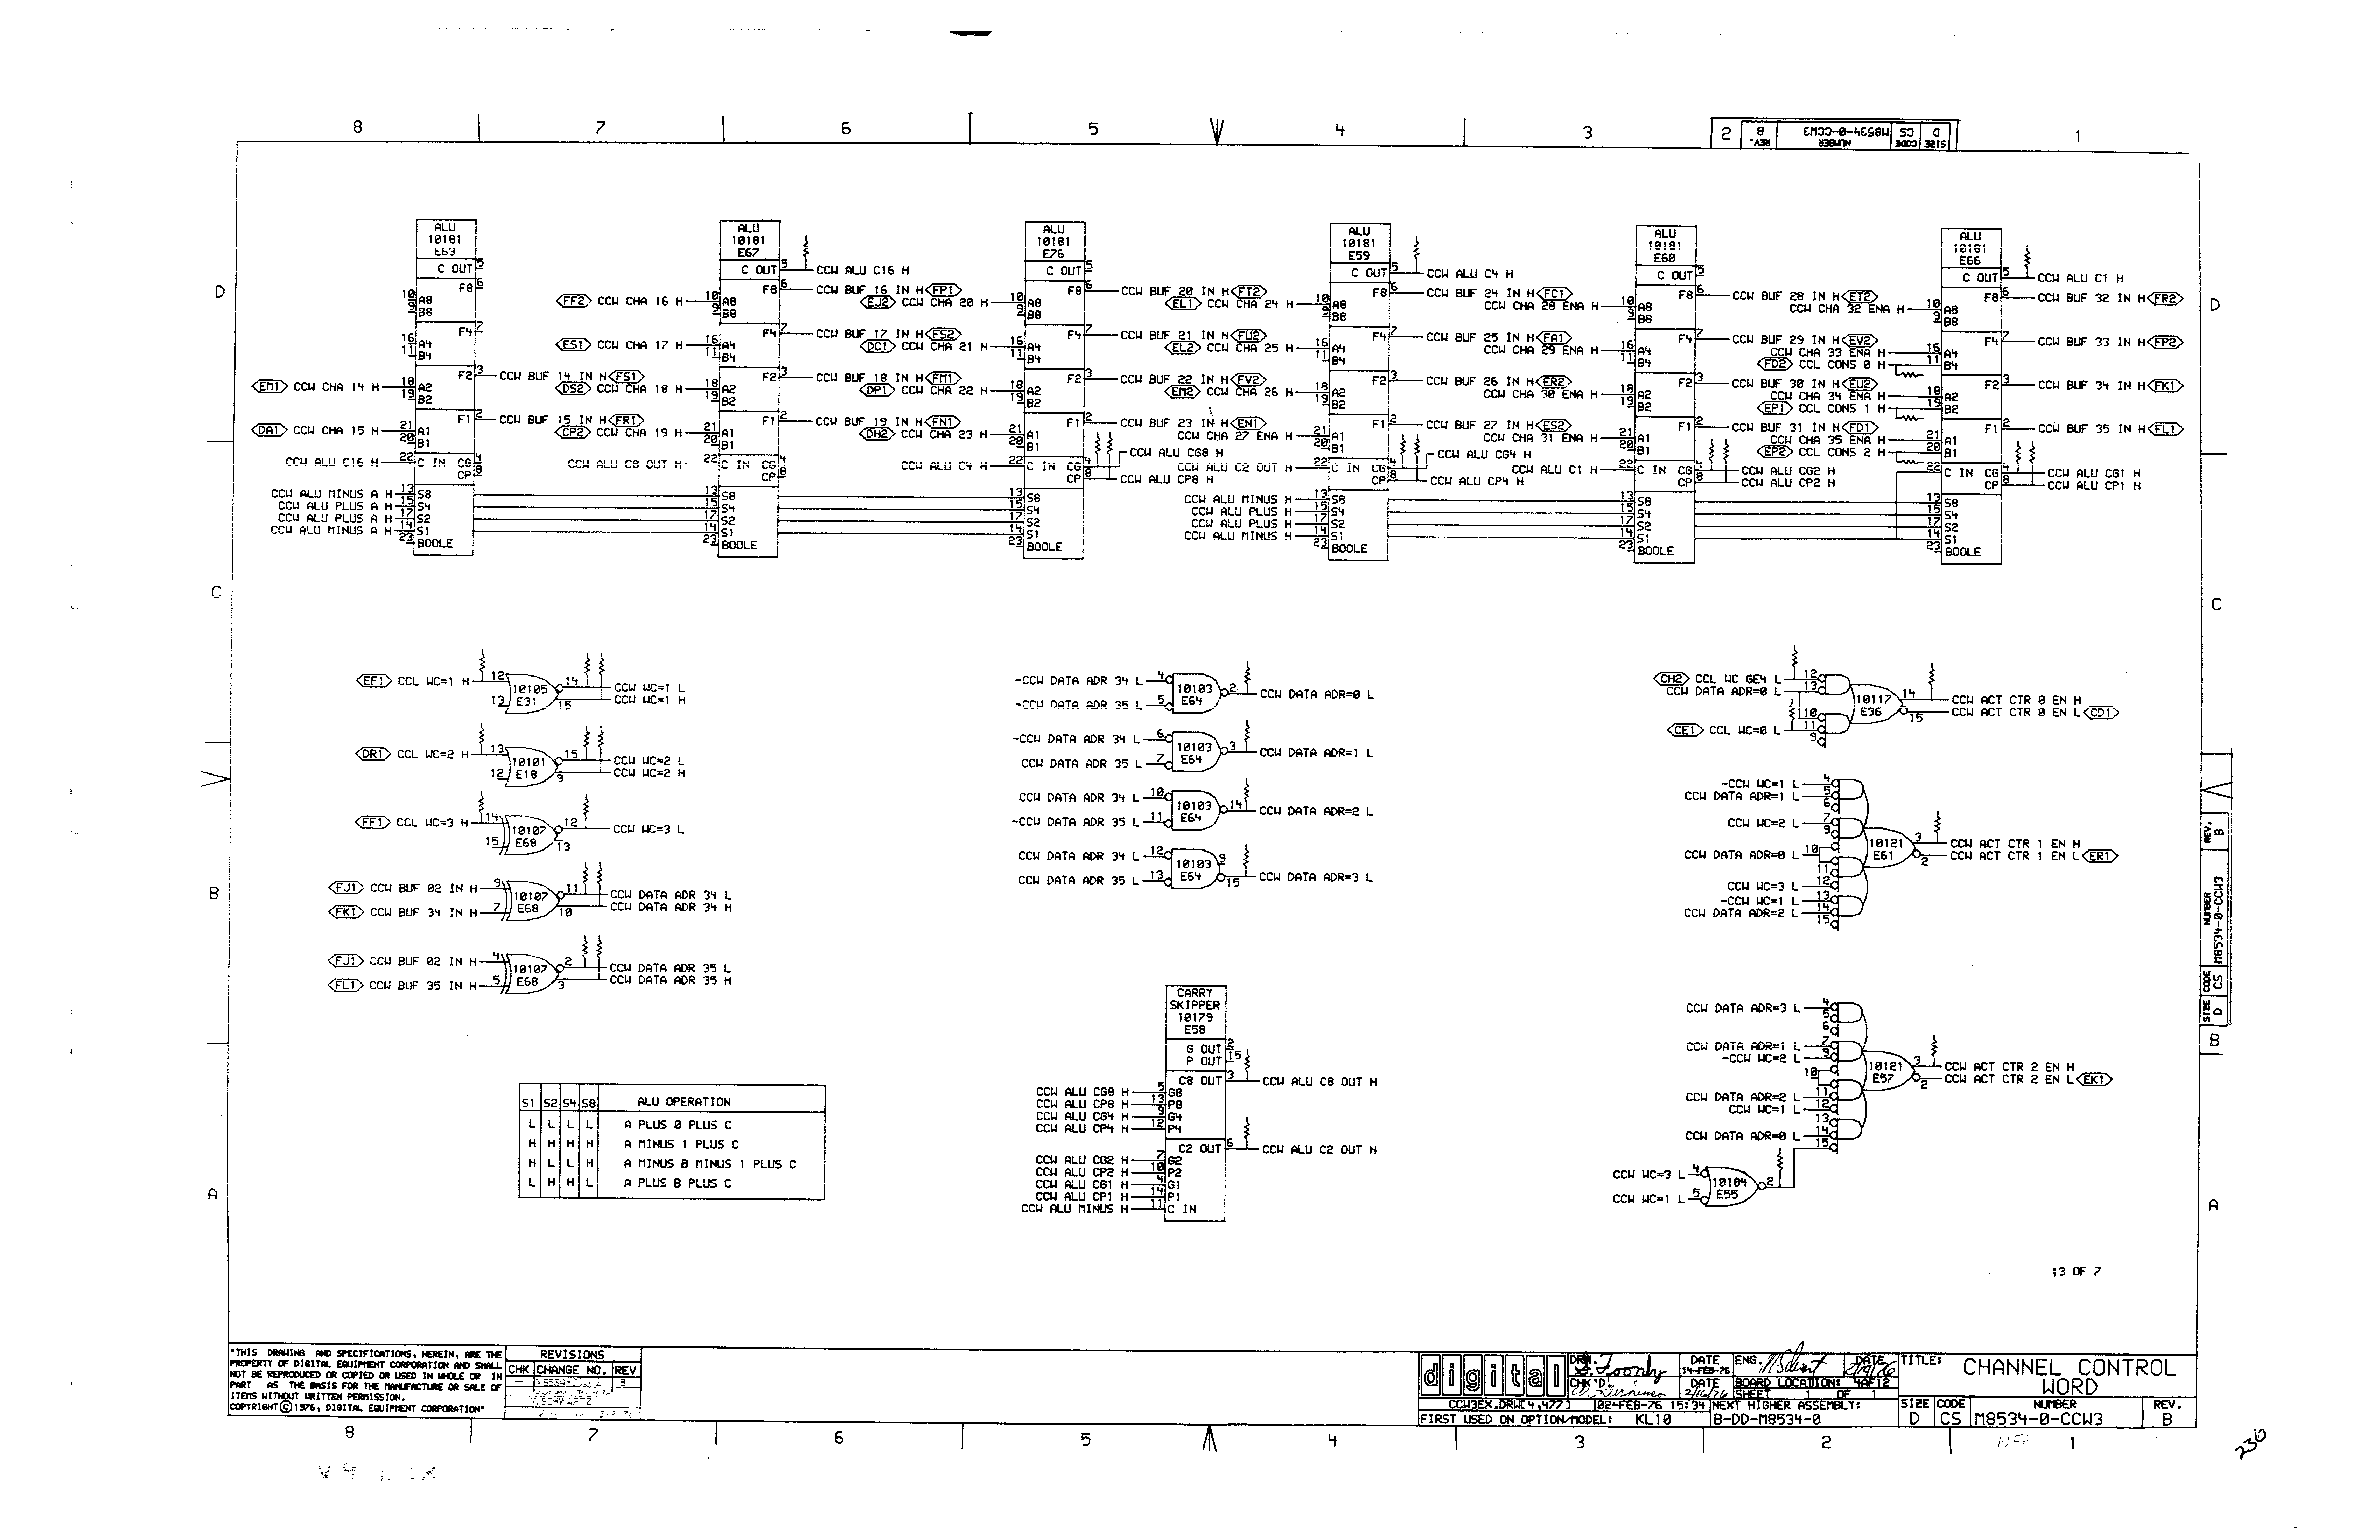 8 7 6 5 4 3 2 1
SIZE D CODE CS NUMBER M8534-0-CCW3 REV. B
D
ALU 10181 E63
C OUT 5
F8 6
10 A8
9 B8
F4 7
16 A4
11 B4
F2 3 CCW BUF 14 IN H FS1
EM1 CCW CHA 14 H 18 A2
19 B2
F1 2 CCW BUF 15 IN H FR1
DA1 CCW CHA 15 H 21 A1
20 B1
CCW ALU C16 H 22 C IN CG 4
CP 8
CCW ALU MINUS A H 13 S8
CCW ALU PLUS A H 15 S4
CCW ALU PLUS A H 17 S2
CCW ALU MINUS A H 14 S1
23 BOOLE
ALU 10181 E67
C OUT 5 CCW ALU C16 H
F8 6 CCW BUF 16 IN H FP1
FF2 CCW CHA 16 H 10 A8
9 B8
F4 7 CCW BUF 17 IN H FS2
ES1 CCW CHA 17 H 16 A4
11 B4
F2 3 CCW BUF 18 IN H FM1
DS2 CCW CHA 18 H 18 A2
19 B2
F1 2 CCW BUF 19 IN H FN1
CP2 CCW CHA 19 H 21 A1
20 B1
CCW ALU C8 OUT H 22 C IN CG 4
CP 8
13 S8
15 S4
17 S2
14 S1
23 BOOLE
ALU 10181 E76
C OUT 5
F8 6 CCW BUF 20 IN H FT2
EJ2 CCW CHA 20 H 10 A8
9 B8
F4 7 CCW BUF 21 IN H FU2
DC1 CCW CHA 21 H 16 A4
11 B4
F2 3 CCW BUF 22 IN H FV2
DP1 CCW CHA 22 H 18 A2
19 B2
F1 2 CCW BUF 23 IN H EN1
DH2 CCW CHA 23 H 21 A1
20 B1
CCW ALU C4 H 22 C IN CG 4 CCW ALU CG8 H
CP 8 CCW ALU CP8 H
13 S8
15 S4
17 S2
14 S1
23 BOOLE
ALU 10181 E59
C OUT 5 CCW ALU C4 H
F8 6 CCW BUF 24 IN H FC1
EL1 CCW CHA 24 H 10 A8
9 B8
F4 7 CCW BUF 25 IN H FA1
EL2 CCW CHA 25 H 16 A4
11 B4
F2 3 CCW BUF 26 IN H ER2
EM2 CCW CHA 26 H 18 A2
19 B2
F1 2 CCW BUF 27 IN H ES2
CCW CHA 27 ENA H 21 A1
20 B1
CCW ALU C2 OUT H 22 C IN CG 4 CCW ALU CG4 H
CP 8 CCW ALU CP4 H
CCW ALU MINUS H 13 S8
CCW ALU PLUS H 15 S4
CCW ALU PLUS H 17 S2
CCW ALU MINUS H 14 S1
23 BOOLE
ALU 10181 E60
C OUT 5
F8 6 CCW BUF 28 IN H ET2
CCW CHA 28 ENA H 10 A8
9 B8
F4 7 CCW BUF 29 IN H EV2
CCW CHA 29 ENA H 16 A4
11 B4
F2 3 CCW BUF 30 IN H EU2
CCW CHA 30 ENA H 18 A2
19 B2
F1 2 CCW BUF 31 IN H FD1
CCW CHA 31 ENA H 21 A1
20 B1
CCW ALU C1 H 22 C IN CG 4 CCW ALU CG2 H
CP 8 CCW ALU CP2 H
13 S8
15 S4
17 S2
14 S1
23 BOOLE
ALU 10181 E66
C OUT 5 CCW ALU C1 H
F8 6 CCW BUF 32 IN H FR2
CCW CHA 32 ENA H 10 A8
9 B8
F4 7 CCW BUF 33 IN H FP2
CCW CHA 33 ENA H 16 A4
FD2 CCL CONS 0 H 11 B4
F2 3 CCW BUF 34 IN H FK1
CCW CHA 34 ENA H 18 A2
EP1 CCL CONS 1 H 19 B2
F1 2 CCW BUF 35 IN H FL1
CCW CHA 35 ENA H 21 A1
EP2 CCL CONS 2 H 20 B1
22 C IN CG 4 CCW ALU CG1 H
CP 8 CCW ALU CP1 H
13 S8
15 S4
17 S2
14 S1
23 BOOLE
D
C
EF1 CCL WC=1 H 12 13 10105 E31 14 CCW WC=1 L
15 CCW WC=1 H
DR1 CCL WC=2 H 13 12 10101 E18 15 CCW WC=2 L
9 CCW WC=2 H
FF1 CCL WC=3 H 14 15 10107 E68 12 CCW WC=3 L
13
FJ1 CCW BUF 02 IN H 9 10107 E68 11 CCW DATA ADR 34 L
FK1 CCW BUF 34 IN H 7 10 CCW DATA ADR 34 H
FJ1 CCW BUF 02 IN H 4 10107 E68 2 CCW DATA ADR 35 L
FL1 CCW BUF 35 IN H 5 3 CCW DATA ADR 35 H
-CCW DATA ADR 34 L 4 10103 E64 2 CCW DATA ADR=0 L
-CCW DATA ADR 35 L 5
-CCW DATA ADR 34 L 6 10103 E64 3 CCW DATA ADR=1 L
CCW DATA ADR 35 L 7
CCW DATA ADR 34 L 10 10103 E64 14 CCW DATA ADR=2 L
-CCW DATA ADR 35 L 11
CCW DATA ADR 34 L 12 10103 E64 9 15 CCW DATA ADR=3 L
CCW DATA ADR 35 L 13
CH2 CCL WC GE4 L 12
CCW DATA ADR=0 L 13
10
CE1 CCL WC=0 L 11
9
10117 E36
14 CCW ACT CTR 0 EN H
15 CCW ACT CTR 0 EN L CD1
-CCW WC=1 L 4
CCW DATA ADR=1 L 5
6
CCW WC=2 L 7
9
CCW DATA ADR=0 L 10
11
CCW WC=3 L 12
-CCW WC=1 L 13
CCW DATA ADR=2 L 14
15
10121 E61
3 CCW ACT CTR 1 EN H
2 CCW ACT CTR 1 EN L ER1
CCW DATA ADR=3 L 4
5
6
CCW DATA ADR=1 L 7
-CCW WC=2 L 9
10
CCW DATA ADR=2 L 11
CCW WC=1 L 12
13
CCW DATA ADR=0 L 14
15
10121 E57
3 CCW ACT CTR 2 EN H
2 CCW ACT CTR 2 EN L EK1
CCW WC=3 L 4
CCW WC=1 L 5
10104 E55 2
CARRY
SKIPPER
10179
E58
G OUT 2
P OUT 15
C8 OUT 3 CCW ALU C8 OUT H
CCW ALU CG8 H 5 G8
CCW ALU CP8 H 13 P8
CCW ALU CG4 H 9 G4
CCW ALU CP4 H 12 P4
C2 OUT 6 CCW ALU C2 OUT H
CCW ALU CG2 H 7 G2
CCW ALU CP2 H 10 P2
CCW ALU CG1 H 4 G1
CCW ALU CP1 H 14 P1
CCW ALU MINUS H 11 C IN
S1 S2 S4 S8 ALU OPERATION
L L L L A PLUS 0 PLUS C
H H H H A MINUS 1 PLUS C
H L L H A MINUS B MINUS 1 PLUS C
L H H L A PLUS B PLUS C
C
B
A
SIZE D CODE CS NUMBER M8534-0-CCW3 REV. B
B
A
3 OF 7
"THIS DRAWING AND SPECIFICATIONS, HEREIN, ARE THE
PROPERTY OF DIGITAL EQUIPMENT CORPORATION AND SHALL
NOT BE REPRODUCED OR COPIED OR USED IN WHOLE OR IN
PART AS THE BASIS FOR THE MANUFACTURE OR SALE OF
ITEMS WITHOUT WRITTEN PERMISSION.
COPYRIGHT © 1976, DIGITAL EQUIPMENT CORPORATION"
REVISIONS
CHK CHANGE NO. REV
B
digital
DRN. DATE 14-FEB-76
CHK'D. DATE 2/16/76
ENG. DATE 2/9/76
BOARD LOCATION: 4AF12
SHEET 1 OF 1
CCW3EX.DRW[4,477] 02-FEB-76 15:34
NEXT HIGHER ASSEMBLY:
FIRST USED ON OPTION/MODEL: KL10 B-DD-M8534-0
TITLE: CHANNEL CONTROL
WORD
SIZE D CODE CS NUMBER M8534-0-CCW3 REV. B
8 7 6 5 4 3 2 1
230